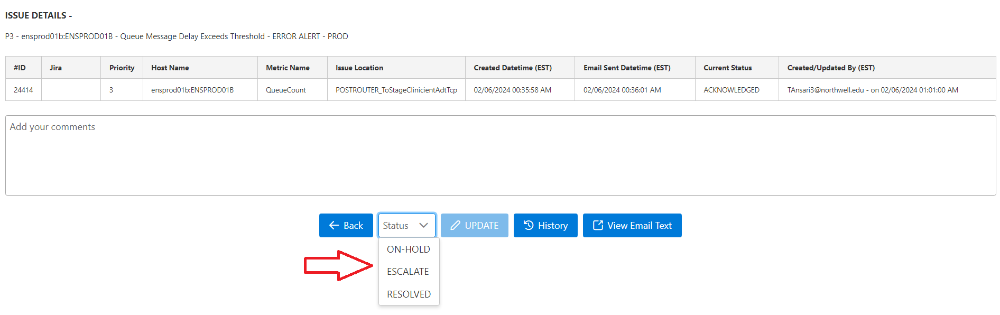 ISSUE DETAILS -
P3 - ensprod01b:ENSPROD01B - Queue Message Delay Exceeds Threshold - ERROR ALERT - PROD
#ID Jira Priority Host Name Metric Name Issue Location Created Datetime (EST) Email Sent Datetime (EST) Current Status Created/Updated By (EST)
24414 3 ensprod01b:ENSPROD01B QueueCount POSTROUTER_ToStageClinicientAdtTcp 02/06/2024 00:35:58 AM 02/06/2024 00:36:01 AM ACKNOWLEDGED TAnsari3@northwell.edu - on 02/06/2024 01:01:00 AM
Add your comments
Back Status UPDATE History View Email Text
ON-HOLD
ESCALATE
RESOLVED